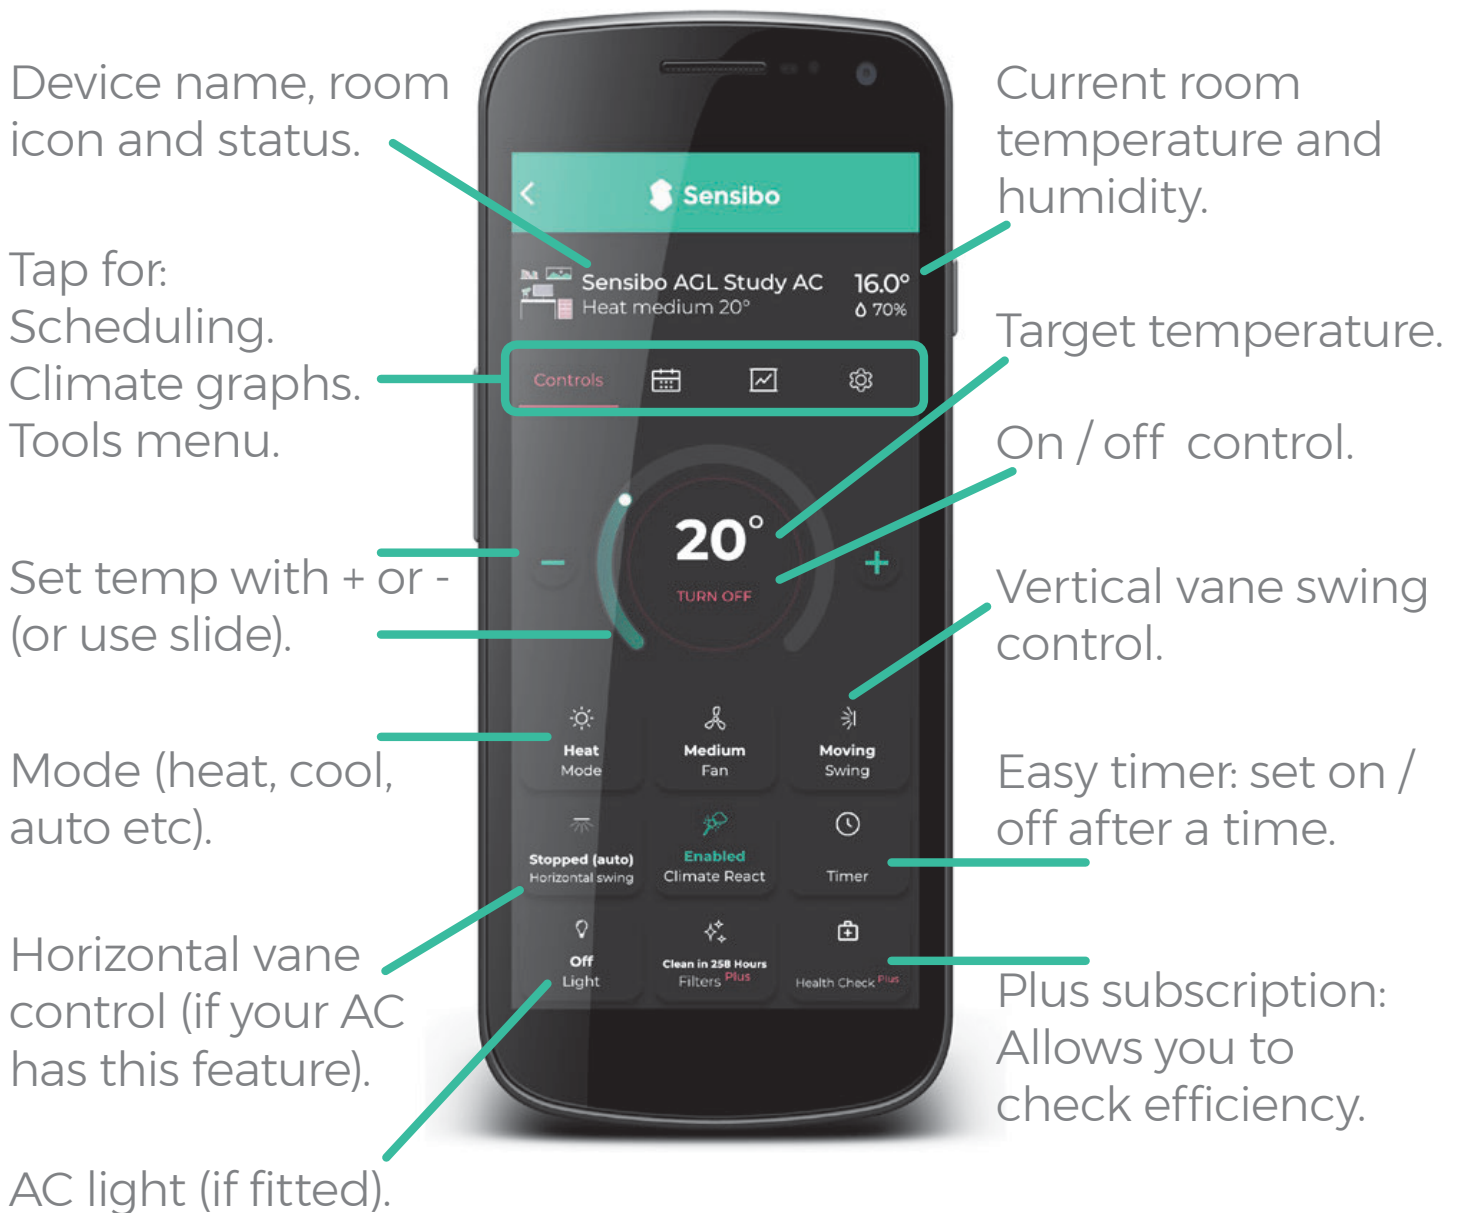 Device name, room
icon and status.
Tap for:
Scheduling.
Climate graphs.
Tools menu.
Set temp with + or -
(or use slide).
Mode (heat, cool,
auto etc).
Horizontal vane
control (if your AC
has this feature).
AC light (if fitted).
Sensibo
Sensibo AGL Study AC
Heat medium 20°
16.0°
70%
Controls
20°
TURN OFF
−
+
Heat
Mode
Medium
Fan
Moving
Swing
Stopped (auto)
Horizontal swing
Enabled
Climate React
Timer
Off
Light
Clean in 258 Hours
Filters Plus
Health Check Plus
Current room
temperature and
humidity.
Target temperature.
On / off control.
Vertical vane swing
control.
Easy timer: set on /
off after a time.
Plus subscription:
Allows you to
check efficiency.